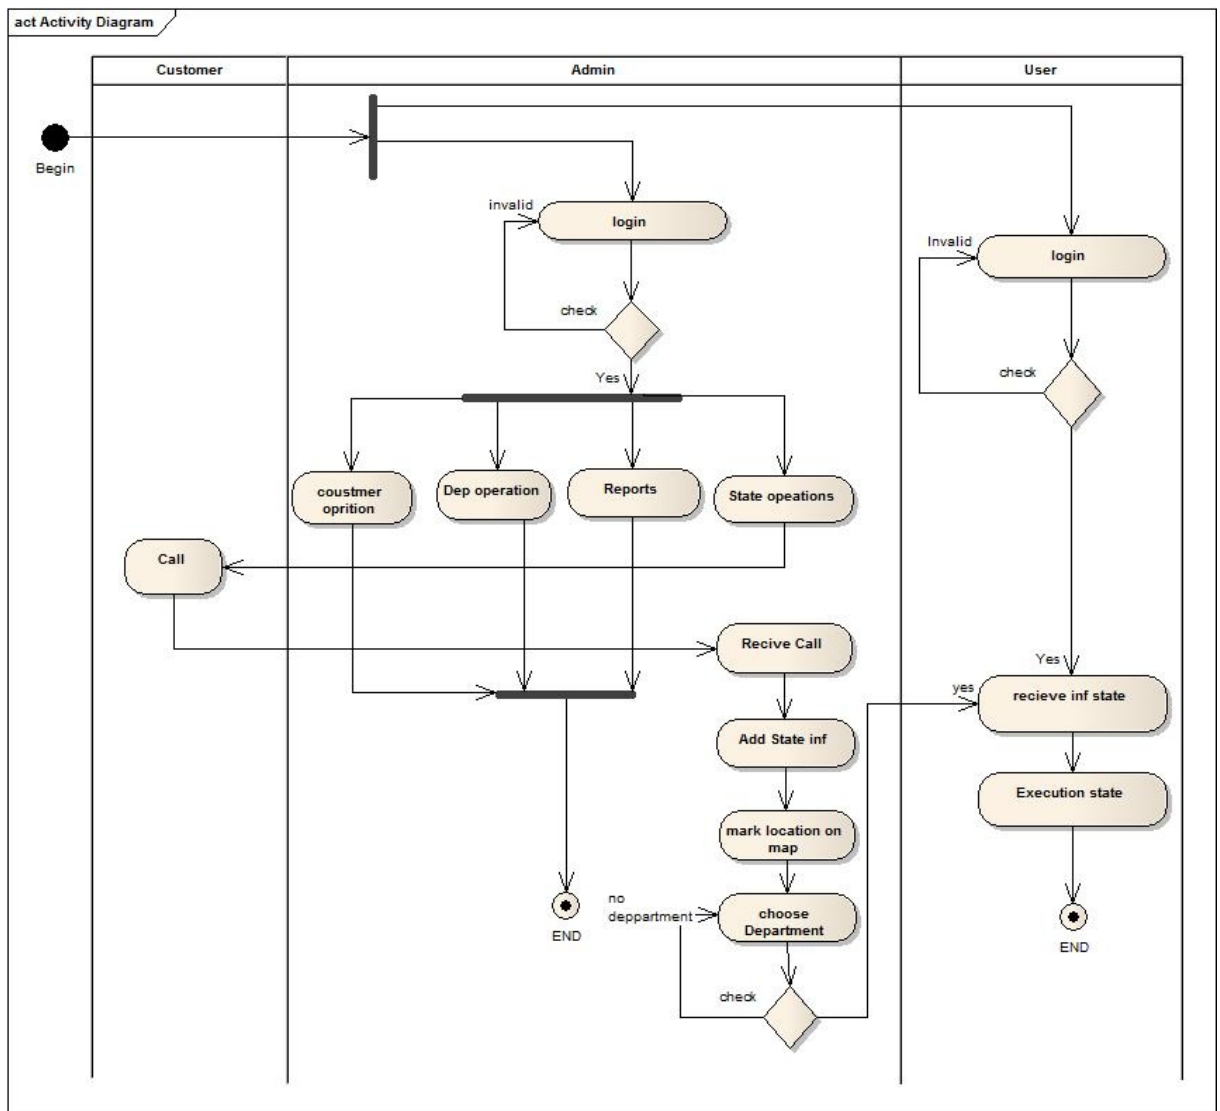 act Activity Diagram
Customer
Admin
User
Begin
invalid
login
Invalid
login
check
check
Yes
coustmer
oprition
Dep operation
Reports
State opeations
Call
Recive Call
Yes
yes
recieve inf state
Add State inf
Execution state
mark location on
map
no
deppartment
choose
Department
END
END
check